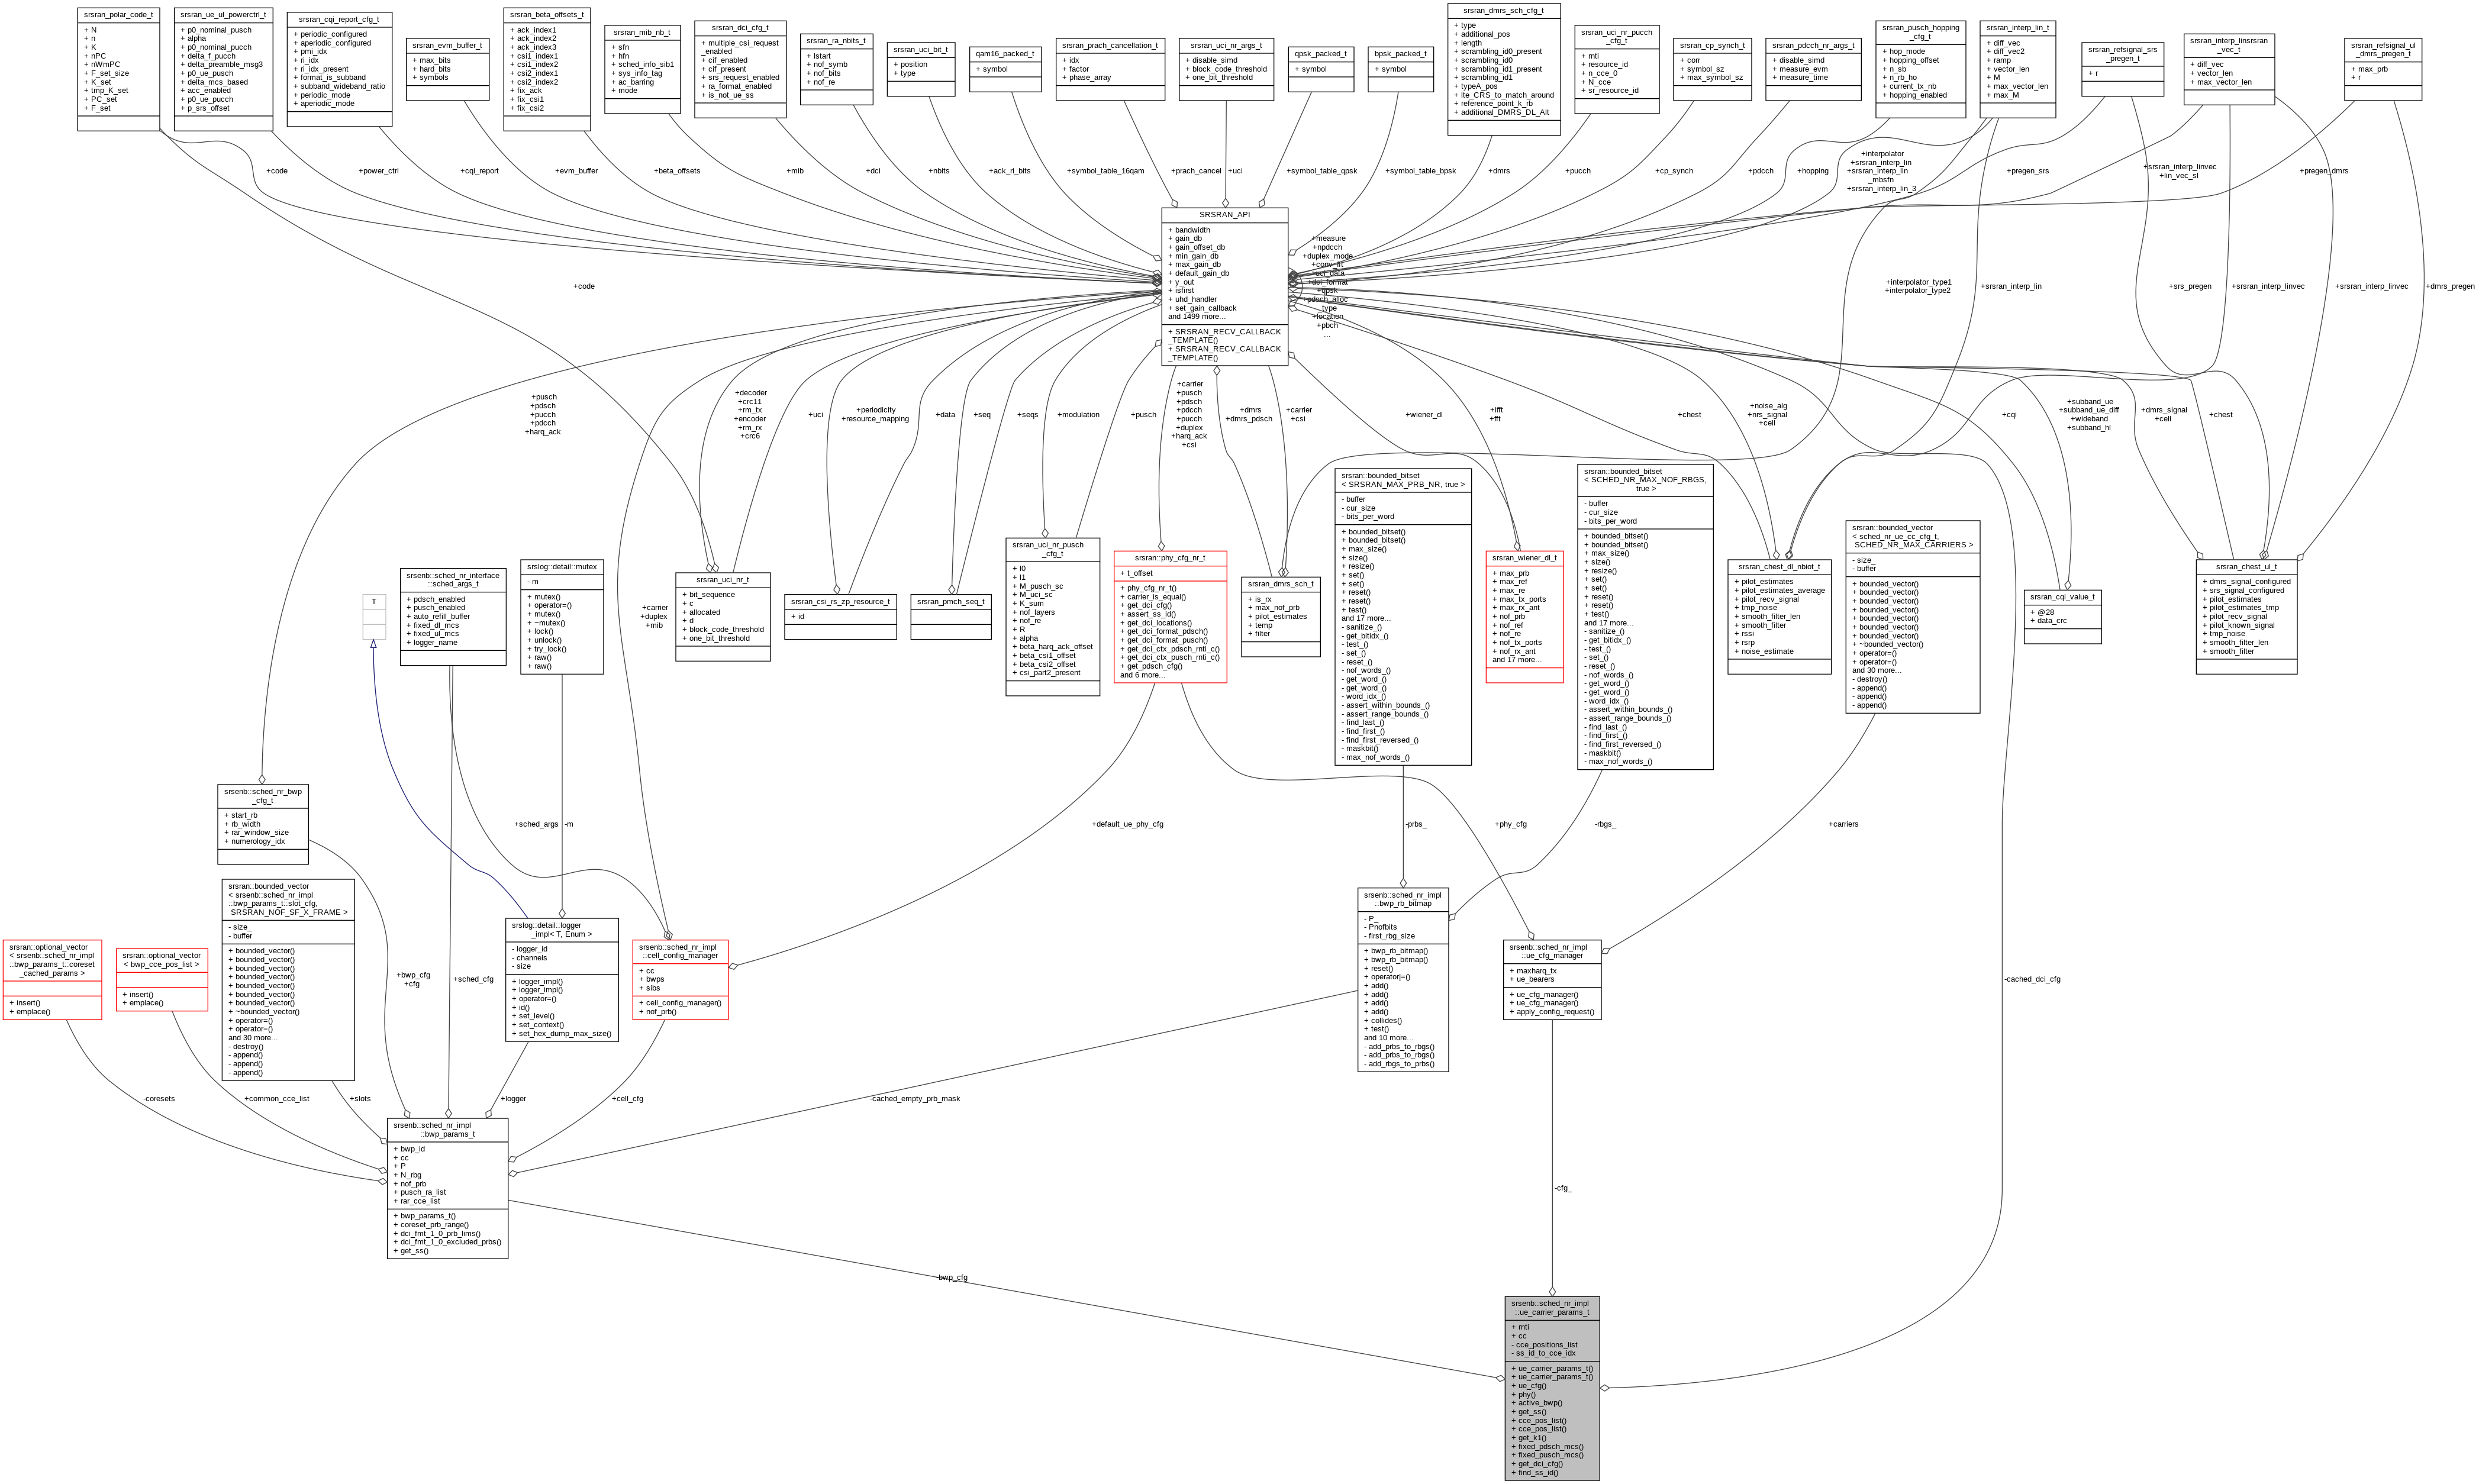 srsran_polar_code_t
+ N
+ n
+ K
+ nPC
+ nWmPC
+ F_set_size
+ K_set
+ tmp_K_set
+ PC_set
+ F_set
srsran_ue_ul_powerctrl_t
+ p0_nominal_pusch
+ alpha
+ p0_nominal_pucch
+ delta_f_pucch
+ delta_preamble_msg3
+ p0_ue_pusch
+ delta_mcs_based
+ acc_enabled
+ p0_ue_pucch
+ p_srs_offset
srsran_cqi_report_cfg_t
+ periodic_configured
+ aperiodic_configured
+ pmi_idx
+ ri_idx
+ ri_idx_present
+ format_is_subband
+ subband_wideband_ratio
+ periodic_mode
+ aperiodic_mode
srsran_evm_buffer_t
+ max_bits
+ hard_bits
+ symbols
srsran_beta_offsets_t
+ ack_index1
+ ack_index2
+ ack_index3
+ csi1_index1
+ csi1_index2
+ csi2_index1
+ csi2_index2
+ fix_ack
+ fix_csi1
+ fix_csi2
srsran_mib_nb_t
+ sfn
+ hfn
+ sched_info_sib1
+ sys_info_tag
+ ac_barring
+ mode
srsran_dci_cfg_t
+ multiple_csi_request
_enabled
+ cif_enabled
+ cif_present
+ srs_request_enabled
+ ra_format_enabled
+ is_not_ue_ss
srsran_ra_nbits_t
+ lstart
+ nof_symb
+ nof_bits
+ nof_re
srsran_uci_bit_t
+ position
+ type
qam16_packed_t
+ symbol
srsran_prach_cancellation_t
+ idx
+ factor
+ phase_array
srsran_uci_nr_args_t
+ disable_simd
+ block_code_threshold
+ one_bit_threshold
qpsk_packed_t
+ symbol
bpsk_packed_t
+ symbol
srsran_dmrs_sch_cfg_t
+ type
+ additional_pos
+ length
+ scrambling_id0_present
+ scrambling_id0
+ scrambling_id1_present
+ scrambling_id1
+ typeA_pos
+ lte_CRS_to_match_around
+ reference_point_k_rb
+ additional_DMRS_DL_Alt
srsran_uci_nr_pucch
_cfg_t
+ rnti
+ resource_id
+ n_cce_0
+ N_cce
+ sr_resource_id
srsran_cp_synch_t
+ corr
+ symbol_sz
+ max_symbol_sz
srsran_pdcch_nr_args_t
+ disable_simd
+ measure_evm
+ measure_time
srsran_pusch_hopping
_cfg_t
+ hop_mode
+ hopping_offset
+ n_sb
+ n_rb_ho
+ current_tx_nb
+ hopping_enabled
srsran_interp_lin_t
+ diff_vec
+ diff_vec2
+ ramp
+ vector_len
+ M
+ max_vector_len
+ max_M
srsran_refsignal_srs
_pregen_t
+ r
srsran_interp_linsrsran
_vec_t
+ diff_vec
+ vector_len
+ max_vector_len
srsran_refsignal_ul
_dmrs_pregen_t
+ max_prb
+ r
+code
+power_ctrl
+cqi_report
+evm_buffer
+beta_offsets
+mib
+dci
+nbits
+ack_ri_bits
+symbol_table_16qam
+prach_cancel
+uci
+symbol_table_qpsk
+symbol_table_bpsk
+dmrs
+pucch
+cp_synch
+pdcch
+hopping
+interpolator
+srsran_interp_lin
+srsran_interp_lin
_mbsfn
+srsran_interp_lin_3
+pregen_srs
+srsran_interp_linvec
+lin_vec_sl
+pregen_dmrs
SRSRAN_API
+ bandwidth
+ gain_db
+ gain_offset_db
+ min_gain_db
+ max_gain_db
+ default_gain_db
+ y_out
+ isfirst
+ uhd_handler
+ set_gain_callback
and 1499 more...
+ SRSRAN_RECV_CALLBACK
_TEMPLATE()
+ SRSRAN_RECV_CALLBACK
_TEMPLATE()
+measure
+npdcch
+duplex_mode
+conv_fft
+uci_data
+dci_format
+qpsk
+pdsch_alloc
_type
+location
+pbch
...
+code
+interpolator_type1
+interpolator_type2
+srsran_interp_lin
+srs_pregen
+srsran_interp_linvec
+srsran_interp_linvec
+dmrs_pregen
+pusch
+pdsch
+pucch
+pdcch
+harq_ack
+decoder
+crc11
+rm_tx
+encoder
+rm_rx
+crc6
+uci
+periodicity
+resource_mapping
+data
+seq
+seqs
+modulation
+pusch
+carrier
+pusch
+pdsch
+pdcch
+pucch
+duplex
+harq_ack
+csi
+dmrs
+dmrs_pdsch
+carrier
+csi
+wiener_dl
+ifft
+fft
+chest
+noise_alg
+nrs_signal
+cell
+cqi
+subband_ue
+subband_ue_diff
+wideband
+subband_hl
+dmrs_signal
+cell
+chest
srsenb::sched_nr_interface
::sched_args_t
+ pdsch_enabled
+ pusch_enabled
+ auto_refill_buffer
+ fixed_dl_mcs
+ fixed_ul_mcs
+ logger_name
T
srslog::detail::mutex
- m
+ mutex()
+ operator=()
+ mutex()
+ ~mutex()
+ lock()
+ unlock()
+ try_lock()
+ raw()
+ raw()
+carrier
+duplex
+mib
srsran_uci_nr_t
+ bit_sequence
+ c
+ allocated
+ d
+ block_code_threshold
+ one_bit_threshold
srsran_csi_rs_zp_resource_t
+ id
srsran_pmch_seq_t
srsran_uci_nr_pusch
_cfg_t
+ l0
+ l1
+ M_pusch_sc
+ M_uci_sc
+ K_sum
+ nof_layers
+ nof_re
+ R
+ alpha
+ beta_harq_ack_offset
+ beta_csi1_offset
+ beta_csi2_offset
+ csi_part2_present
srsran::phy_cfg_nr_t
+ t_offset
+ phy_cfg_nr_t()
+ carrier_is_equal()
+ get_dci_cfg()
+ assert_ss_id()
+ get_dci_locations()
+ get_dci_format_pdsch()
+ get_dci_format_pusch()
+ get_dci_ctx_pdsch_rnti_c()
+ get_dci_ctx_pusch_rnti_c()
+ get_pdsch_cfg()
and 6 more...
srsran_dmrs_sch_t
+ is_rx
+ max_nof_prb
+ pilot_estimates
+ temp
+ filter
srsran::bounded_bitset
< SRSRAN_MAX_PRB_NR, true >
- buffer
- cur_size
- bits_per_word
+ bounded_bitset()
+ bounded_bitset()
+ max_size()
+ size()
+ resize()
+ set()
+ set()
+ reset()
+ reset()
+ test()
and 17 more...
- sanitize_()
- get_bitidx_()
- test_()
- set_()
- reset_()
- nof_words_()
- get_word_()
- get_word_()
- word_idx_()
- assert_within_bounds_()
- assert_range_bounds_()
- find_last_()
- find_first_()
- find_first_reversed_()
- maskbit()
- max_nof_words_()
srsran_wiener_dl_t
+ max_prb
+ max_ref
+ max_re
+ max_tx_ports
+ max_rx_ant
+ nof_prb
+ nof_ref
+ nof_re
+ nof_tx_ports
+ nof_rx_ant
and 17 more...
srsran::bounded_bitset
< SCHED_NR_MAX_NOF_RBGS,
true >
- buffer
- cur_size
- bits_per_word
+ bounded_bitset()
+ bounded_bitset()
+ max_size()
+ size()
+ resize()
+ set()
+ set()
+ reset()
+ reset()
+ test()
and 17 more...
- sanitize_()
- get_bitidx_()
- test_()
- set_()
- reset_()
- nof_words_()
- get_word_()
- get_word_()
- word_idx_()
- assert_within_bounds_()
- assert_range_bounds_()
- find_last_()
- find_first_()
- find_first_reversed_()
- maskbit()
- max_nof_words_()
srsran_chest_dl_nbiot_t
+ pilot_estimates
+ pilot_estimates_average
+ pilot_recv_signal
+ tmp_noise
+ smooth_filter_len
+ smooth_filter
+ rssi
+ rsrp
+ noise_estimate
srsran::bounded_vector
< sched_nr_ue_cc_cfg_t,
SCHED_NR_MAX_CARRIERS >
- size_
- buffer
+ bounded_vector()
+ bounded_vector()
+ bounded_vector()
+ bounded_vector()
+ bounded_vector()
+ bounded_vector()
+ bounded_vector()
+ ~bounded_vector()
+ operator=()
+ operator=()
and 30 more...
- destroy()
- append()
- append()
- append()
srsran_cqi_value_t
+ @28
+ data_crc
srsran_chest_ul_t
+ dmrs_signal_configured
+ srs_signal_configured
+ pilot_estimates
+ pilot_estimates_tmp
+ pilot_recv_signal
+ pilot_known_signal
+ tmp_noise
+ smooth_filter_len
+ smooth_filter
srsenb::sched_nr_bwp
_cfg_t
+ start_rb
+ rb_width
+ rar_window_size
+ numerology_idx
+sched_args
-m
+default_ue_phy_cfg
-prbs_
+phy_cfg
-rbgs_
+carriers
srsran::optional_vector
< srsenb::sched_nr_impl
::bwp_params_t::coreset
_cached_params >
+ insert()
+ emplace()
srsran::optional_vector
< bwp_cce_pos_list >
+ insert()
+ emplace()
srsran::bounded_vector
< srsenb::sched_nr_impl
::bwp_params_t::slot_cfg,
SRSRAN_NOF_SF_X_FRAME >
- size_
- buffer
+ bounded_vector()
+ bounded_vector()
+ bounded_vector()
+ bounded_vector()
+ bounded_vector()
+ bounded_vector()
+ bounded_vector()
+ ~bounded_vector()
+ operator=()
+ operator=()
and 30 more...
- destroy()
- append()
- append()
- append()
+bwp_cfg
+cfg
+sched_cfg
srslog::detail::logger
_impl< T, Enum >
- logger_id
- channels
- size
+ logger_impl()
+ logger_impl()
+ operator=()
+ id()
+ set_level()
+ set_context()
+ set_hex_dump_max_size()
srsenb::sched_nr_impl
::cell_config_manager
+ cc
+ bwps
+ sibs
+ cell_config_manager()
+ nof_prb()
srsenb::sched_nr_impl
::bwp_rb_bitmap
- P_
- Pnofbits
- first_rbg_size
+ bwp_rb_bitmap()
+ bwp_rb_bitmap()
+ reset()
+ operator|=()
+ add()
+ add()
+ add()
+ add()
+ collides()
+ test()
and 10 more...
- add_prbs_to_rbgs()
- add_prbs_to_rbgs()
- add_rbgs_to_prbs()
srsenb::sched_nr_impl
::ue_cfg_manager
+ maxharq_tx
+ ue_bearers
+ ue_cfg_manager()
+ ue_cfg_manager()
+ apply_config_request()
-cached_dci_cfg
-coresets
+common_cce_list
+slots
+logger
+cell_cfg
-cached_empty_prb_mask
srsenb::sched_nr_impl
::bwp_params_t
+ bwp_id
+ cc
+ P
+ N_rbg
+ nof_prb
+ pusch_ra_list
+ rar_cce_list
+ bwp_params_t()
+ coreset_prb_range()
+ dci_fmt_1_0_prb_lims()
+ dci_fmt_1_0_excluded_prbs()
+ get_ss()
-cfg_
-bwp_cfg
srsenb::sched_nr_impl
::ue_carrier_params_t
+ rnti
+ cc
- cce_positions_list
- ss_id_to_cce_idx
+ ue_carrier_params_t()
+ ue_carrier_params_t()
+ ue_cfg()
+ phy()
+ active_bwp()
+ get_ss()
+ cce_pos_list()
+ cce_pos_list()
+ get_k1()
+ fixed_pdsch_mcs()
+ fixed_pusch_mcs()
+ get_dci_cfg()
+ find_ss_id()